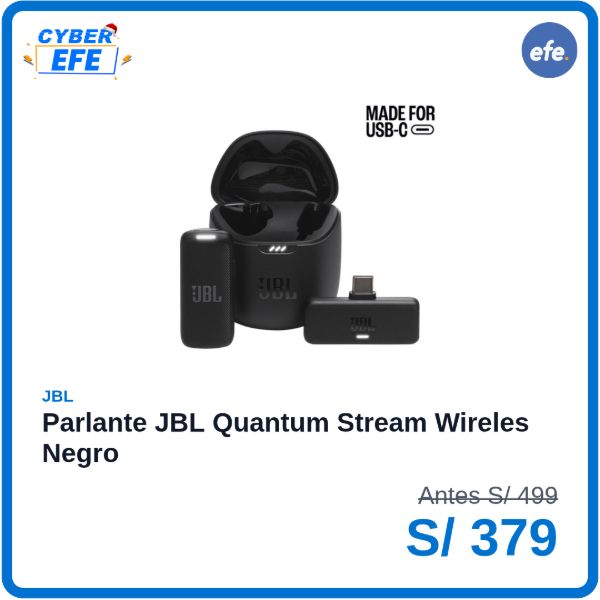 CYBER
EFE
efe.
MADE FOR
USB-C
JBL
JBL
JBL
JBL
Parlante JBL Quantum Stream Wireles
Negro
Antes S/ 499
S/ 379